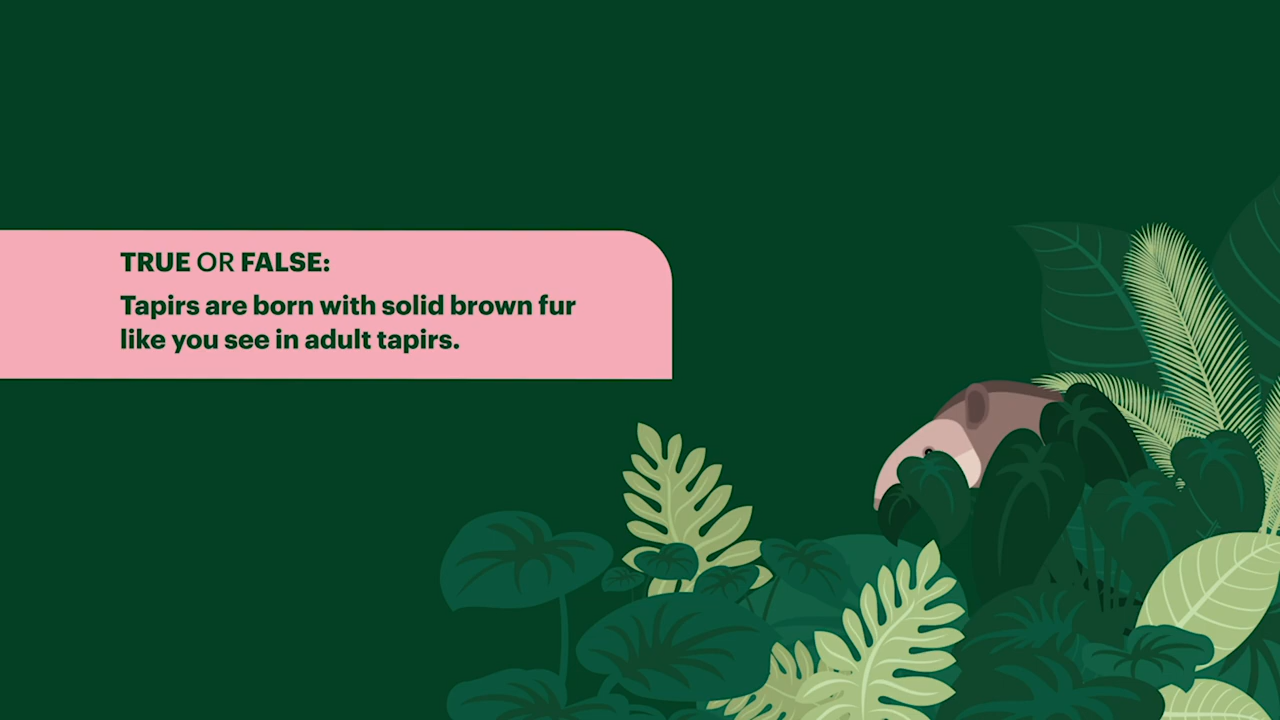 TRUE OR FALSE:
Tapirs are born with solid brown fur
like you see in adult tapirs.